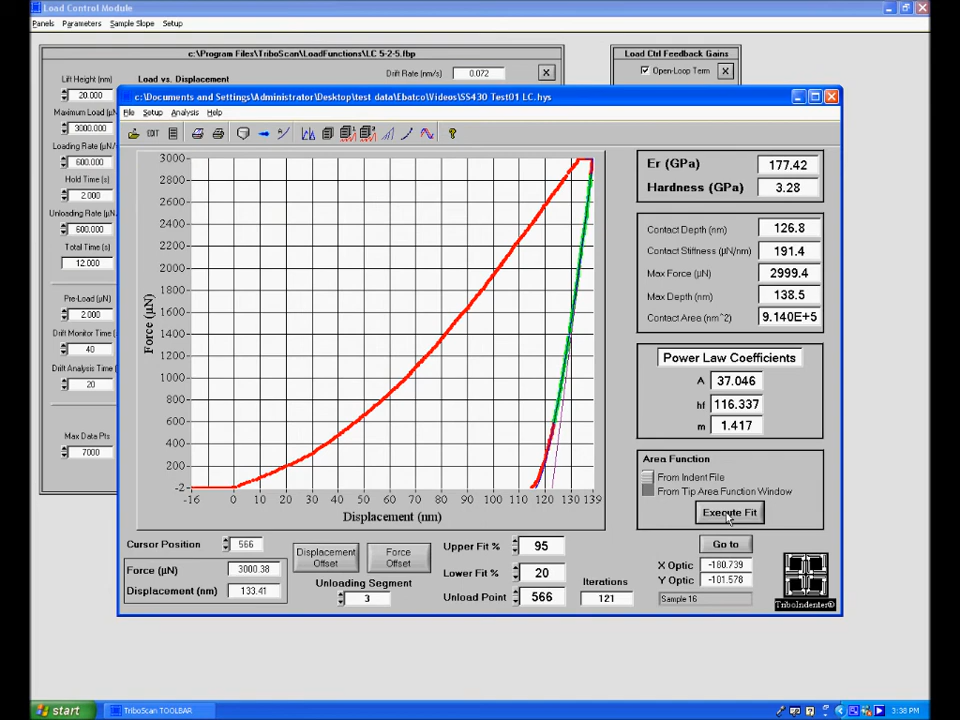 Load Control Module
Panels Parameters Sample Slope Setup
c:\Program Files\TriboScan\LoadFunctions\LC 5-2-5.fbp
Load Ctrl Feedback Gains
Lift Height (nm)
20.000
Load vs. Displacement
Drift Rate (nm/s) 0.072
X
Open-Loop Term X
c:\Documents and Settings\Administrator\Desktop\test data\Ebatco\Videos\SS430 Test01 LC.hys
File Setup Analysis Help
EXIT
Maximum Load (µN)
3000.000
Loading Rate (µN/
600.000
Hold Time (s)
2.000
Unloading Rate (µN/
600.000
Total Time (s)
12.000
Pre-Load (µN)
2.000
Drift Monitor Time (
40
Drift Analysis Time (
20
Max Data Pts
7000
Force (µN)
3000
2800
2600
2400
2200
2000
1800
1600
1400
1200
1000
800
600
400
200
-2
-16 0 10 20 30 40 50 60 70 80 90 100 110 120 130 139
Displacement (nm)
Er (GPa) 177.42
Hardness (GPa) 3.28
Contact Depth (nm) 126.8
Contact Stiffness (µN/nm) 191.4
Max Force (µN) 2999.4
Max Depth (nm) 138.5
Contact Area (nm^2) 9.140E+5
Power Law Coefficients
A 37.046
hf 116.337
m 1.417
Area Function
From Indent File
From Tip Area Function Window
Execute Fit
Cursor Position 566
Force (µN) 3000.38
Displacement (nm) 133.41
Displacement Offset
Force Offset
Unloading Segment
3
Upper Fit % 95
Lower Fit % 20
Unload Point 566
Iterations
121
Go to
X Optic -180.739
Y Optic -101.578
Sample 16
TriboIndenter®
start
TriboScan TOOLBAR
3:38 PM